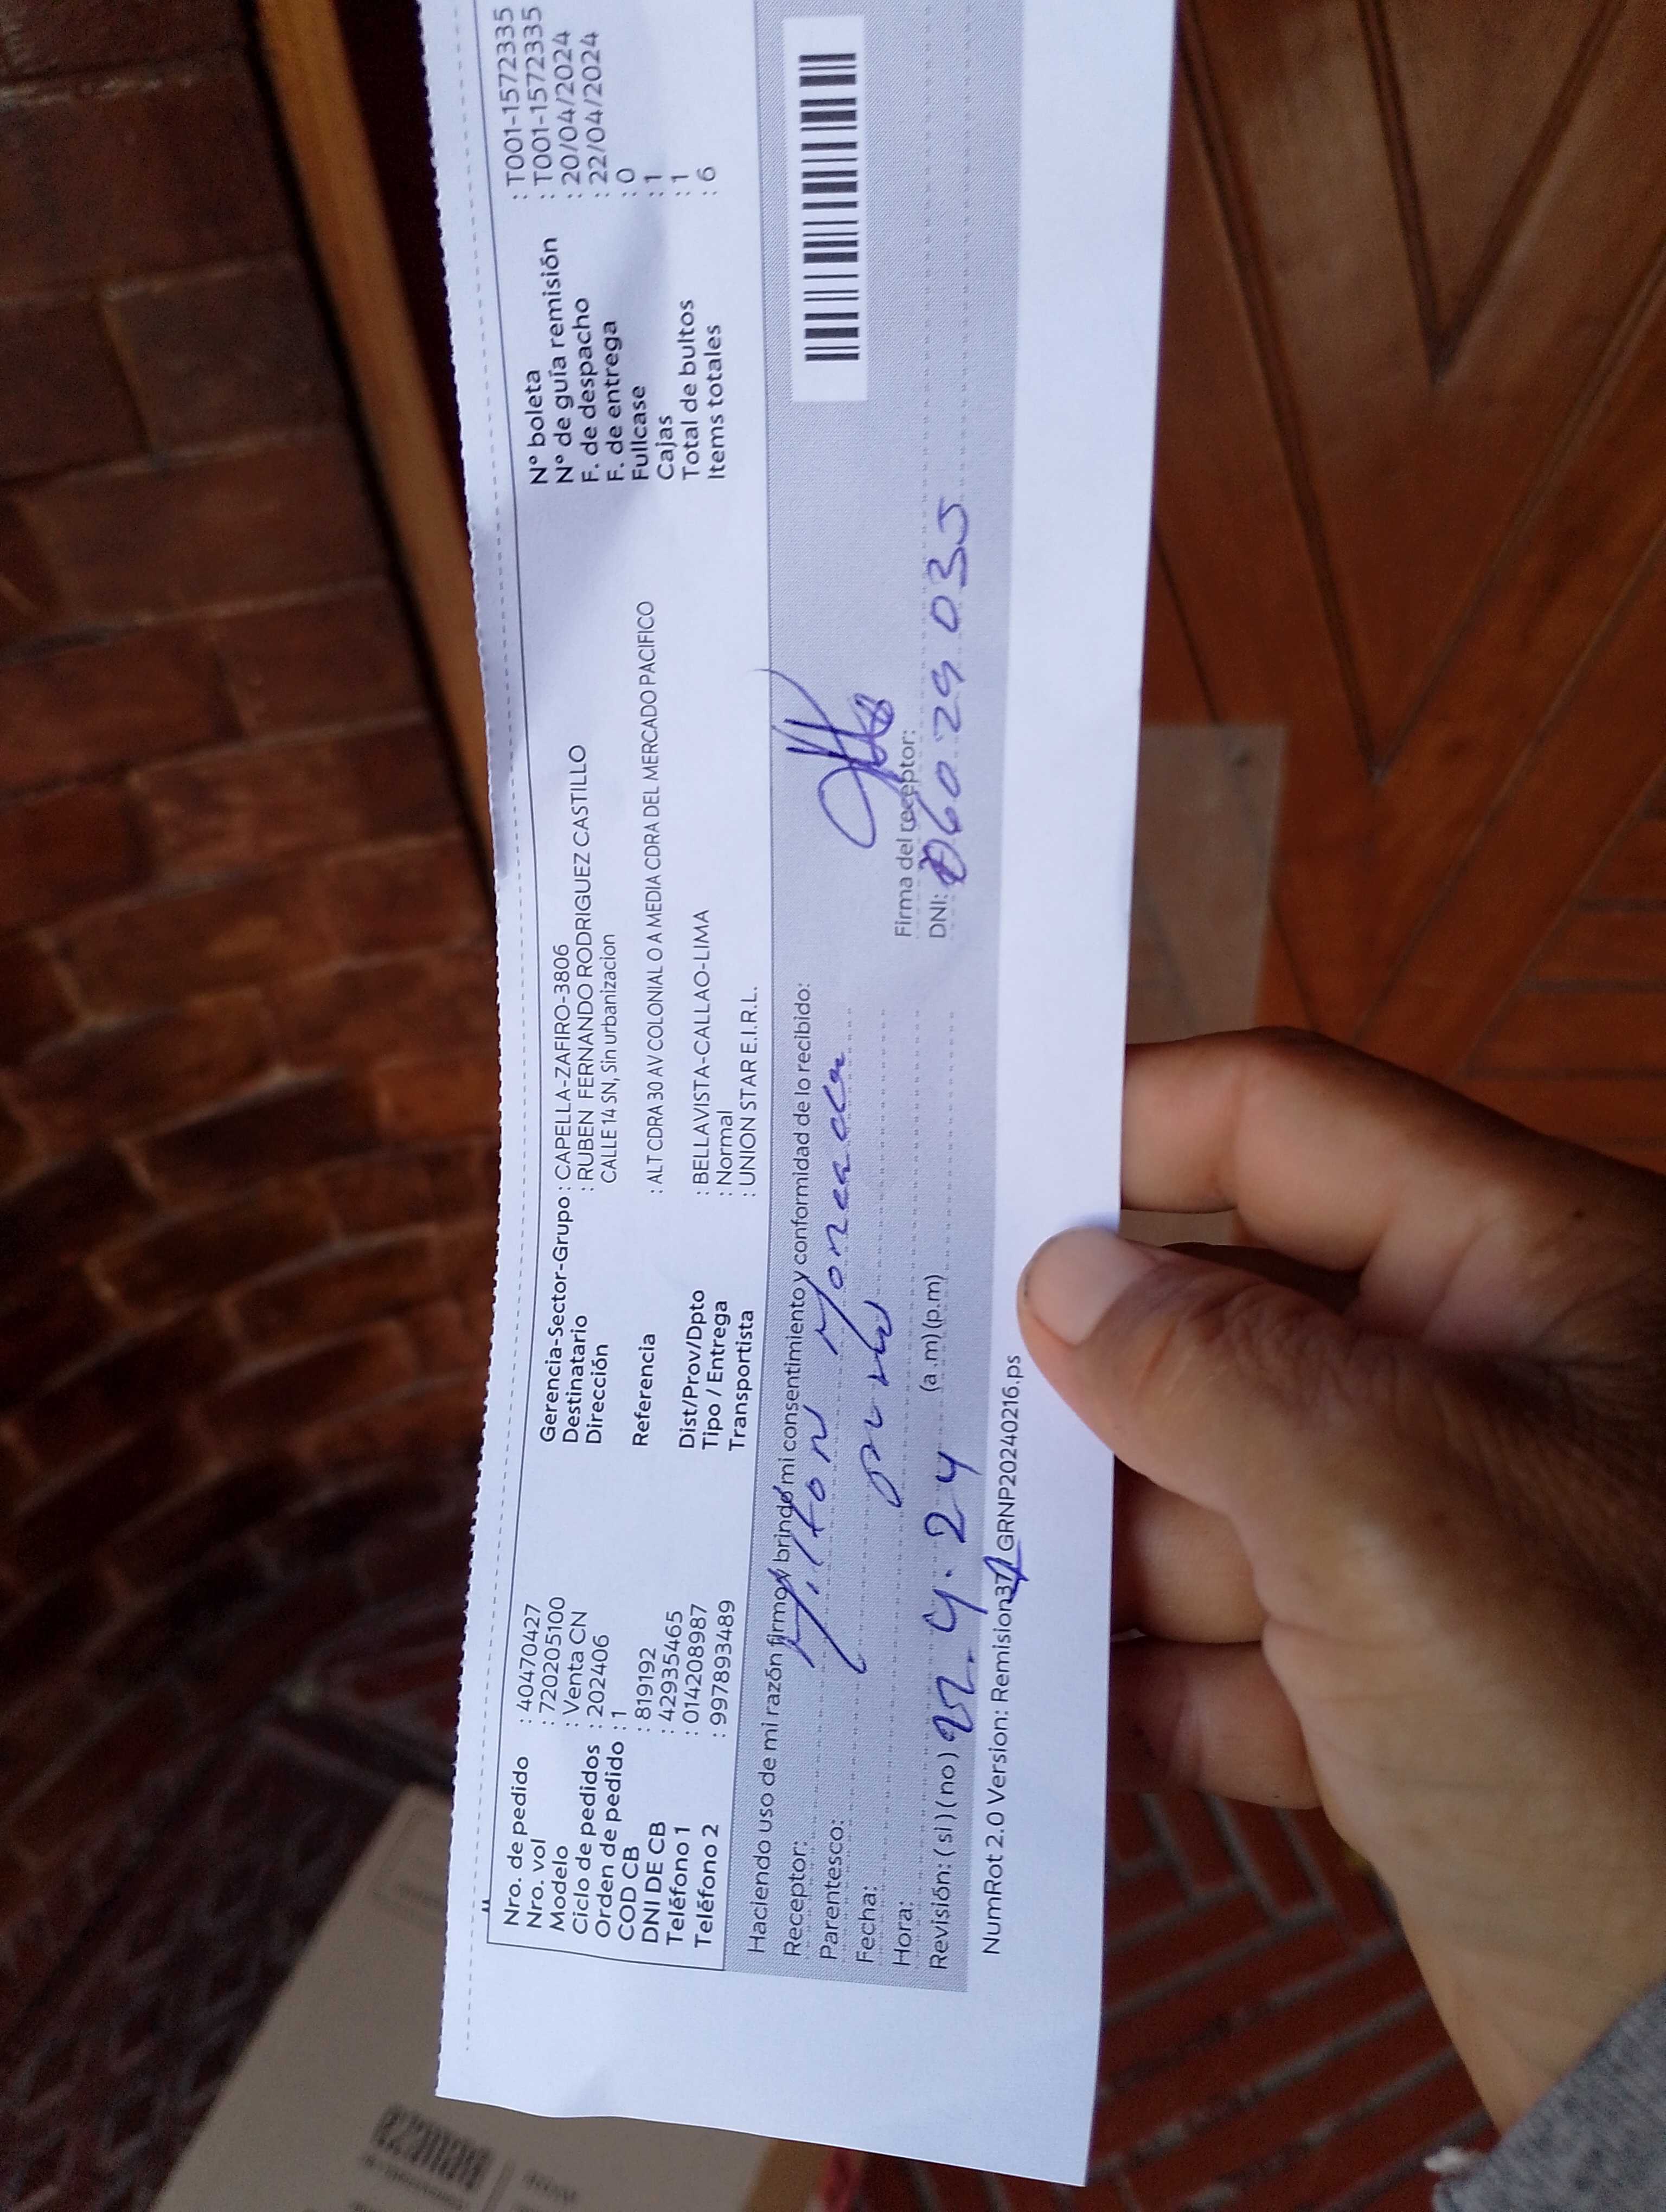 Nro. de pedido : 40470427
Nro. vol : 720205100
Modelo : Venta CN
Ciclo de pedidos : 202406
Orden de pedido : 1
COD CB : 819192
DNI DE CB : 42935465
Teléfono 1 : 014208987
Teléfono 2 : 997893489
Gerencia-Sector-Grupo : CAPELLA-ZAFIRO-3806
Destinatario : RUBEN FERNANDO RODRIGUEZ CASTILLO
Dirección CALLE 14 SN, Sin urbanizacion
Referencia : ALT CDRA 30 AV COLONIAL O A MEDIA CDRA DEL MERCADO PACIFICO
Dist/Prov/Dpto : BELLAVISTA-CALLAO-LIMA
Tipo / Entrega : Normal
Transportista : UNION STAR E.I.R.L.
N° boleta : T001-1572335
N° de guía remisión : T001-1572335
F. de despacho : 20/04/2024
F. de entrega : 22/04/2024
Fullcase : 0
Cajas : 1
Total de bultos : 1
Items totales : 6
Haciendo uso de mi razón firmo y brindo mi consentimiento y conformidad de lo recibido:
Receptor: Milton
Parentesco:
Fecha:
Hora: (a.m) (p.m)
Revisión: ( si ) ( no ) 22.4.24
Firma del receptor:
DNI: 06029035
NumRot 2.0 Version: Remision GRNP20240216.ps